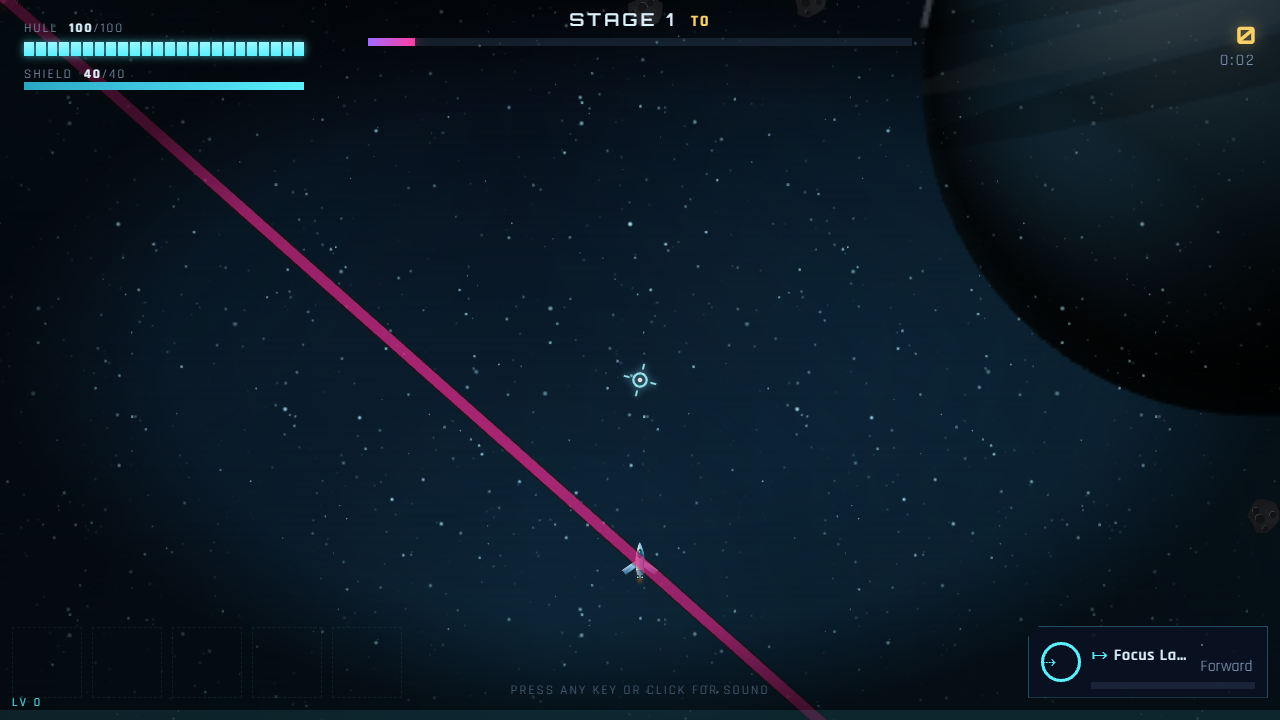 HULL 100/100
SHIELD 40/40
STAGE 1 T0
0:02
↦ Focus La…
Forward
PRESS ANY KEY OR CLICK FOR SOUND
LV 0